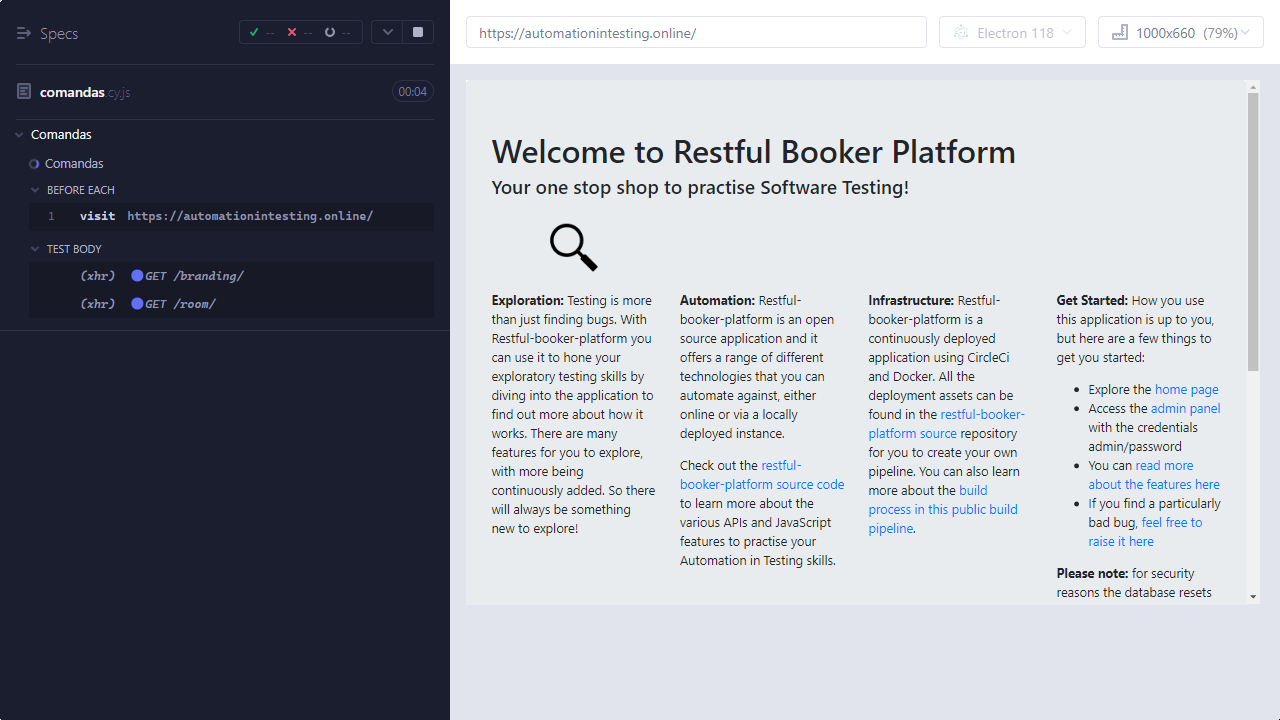 Specs
--
--
--
comandas.cy.js
00:04
Comandas
Comandas
BEFORE EACH
1 visit https://automationintesting.online/
TEST BODY
(xhr) GET /branding/
(xhr) GET /room/
https://automationintesting.online/
Electron 118
1000x660 (79%)
Welcome to Restful Booker Platform
Your one stop shop to practise Software Testing!
Exploration: Testing is more
than just finding bugs. With
Restful-booker-platform you
can use it to hone your
exploratory testing skills by
diving into the application to
find out more about how it
works. There are many
features for you to explore,
with more being
continuously added. So there
will always be something
new to explore!
Automation: Restful-
booker-platform is an open
source application and it
offers a range of different
technologies that you can
automate against, either
online or via a locally
deployed instance.
Check out the restful-
booker-platform source code
to learn more about the
various APIs and JavaScript
features to practise your
Automation in Testing skills.
Infrastructure: Restful-
booker-platform is a
continuously deployed
application using CircleCi
and Docker. All the
deployment assets can be
found in the restful-booker-
platform source repository
for you to create your own
pipeline. You can also learn
more about the build
process in this public build
pipeline.
Get Started: How you use
this application is up to you,
but here are a few things to
get you started:
• Explore the home page
• Access the admin panel
with the credentials
admin/password
• You can read more
about the features here
• If you find a particularly
bad bug, feel free to
raise it here
Please note: for security
reasons the database resets